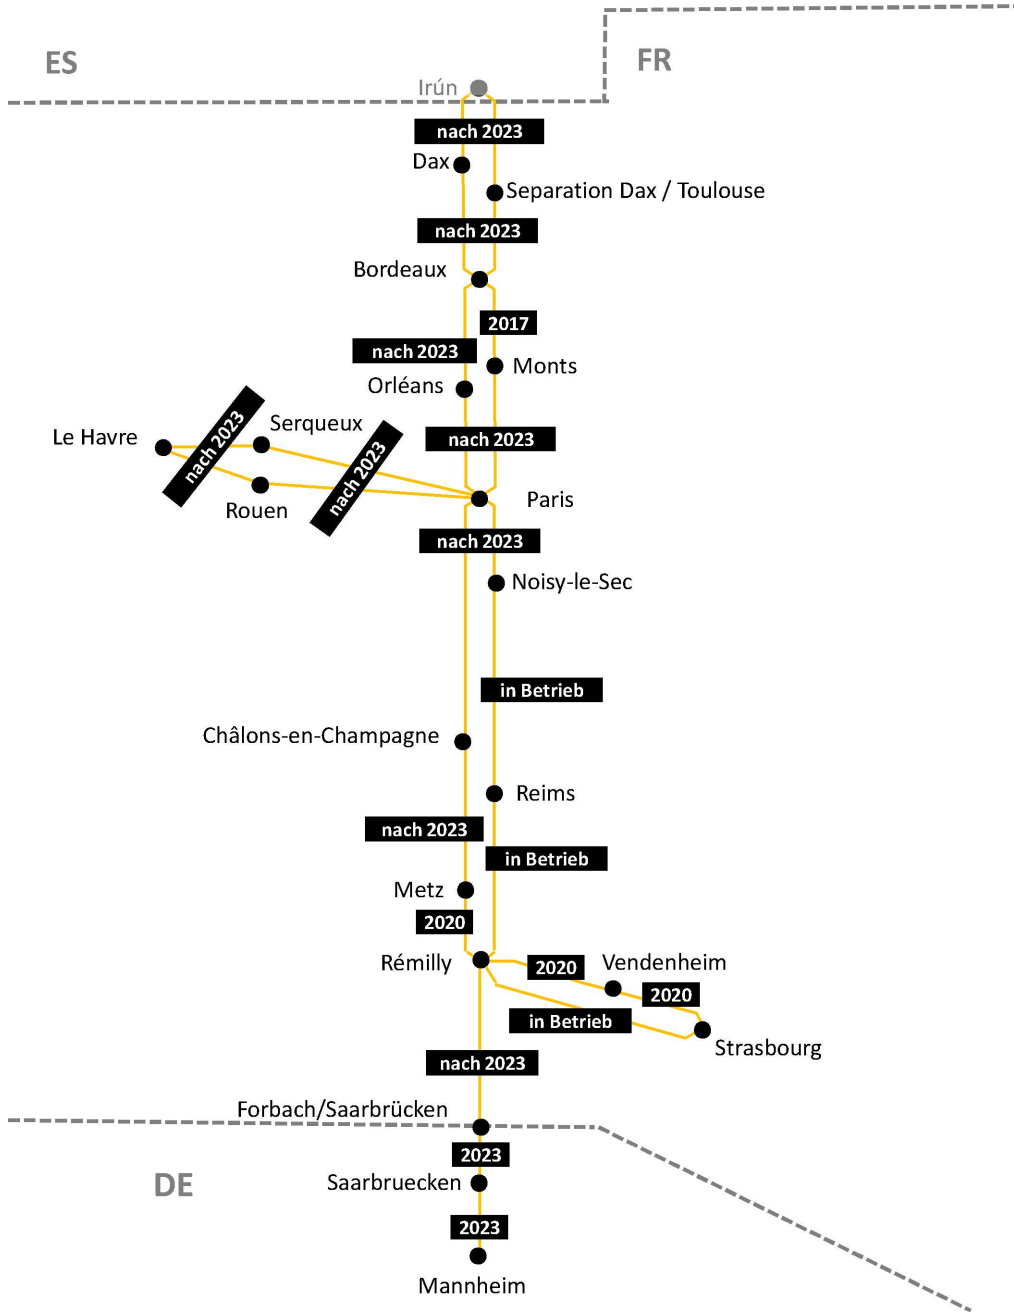 ES
FR
Irún
nach 2023
Dax
Separation Dax / Toulouse
nach 2023
Bordeaux
2017
nach 2023
Monts
Orléans
Serqueux
Le Havre
nach 2023
nach 2023
nach 2023
Rouen
Paris
nach 2023
Noisy-le-Sec
in Betrieb
Châlons-en-Champagne
Reims
nach 2023
in Betrieb
Metz
2020
Rémilly
2020
Vendenheim
2020
in Betrieb
Strasbourg
nach 2023
Forbach/Saarbrücken
2023
DE
Saarbruecken
2023
Mannheim